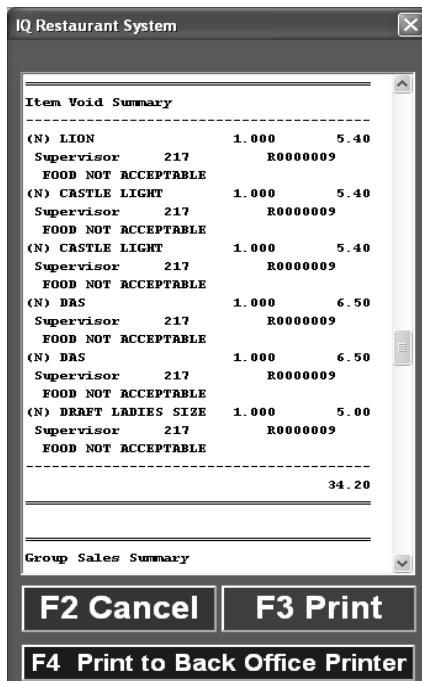 IQ Restaurant System
Item Void Summary
(N) LION 1.000 5.40
Supervisor 217 R0000009
FOOD NOT ACCEPTABLE
(N) CASTLE LIGHT 1.000 5.40
Supervisor 217 R0000009
FOOD NOT ACCEPTABLE
(N) CASTLE LIGHT 1.000 5.40
Supervisor 217 R0000009
FOOD NOT ACCEPTABLE
(N) DAS 1.000 6.50
Supervisor 217 R0000009
FOOD NOT ACCEPTABLE
(N) DAS 1.000 6.50
Supervisor 217 R0000009
FOOD NOT ACCEPTABLE
(N) DRAFT LADIES SIZE 1.000 5.00
Supervisor 217 R0000009
FOOD NOT ACCEPTABLE
34.20
Group Sales Summary
F2 Cancel F3 Print
F4 Print to Back Office Printer